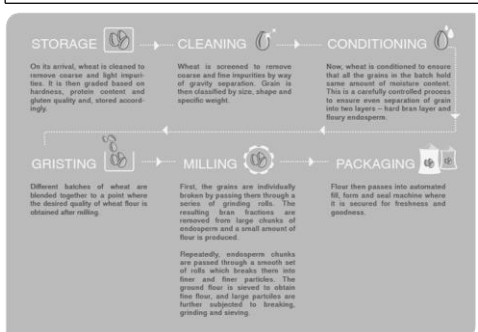 STORAGE
CLEANING
CONDITIONING
On its arrival, wheat is cleaned to
remove coarse and light impuri-
ties. It is then graded based on
hardness, protein content and
gluten quality and, stored accord-
ingly.
Wheat is screened to remove
coarse and fine impurities by way
of gravity separation. Grain is
then classified by size, shape and
specific weight.
Now, wheat is conditioned to ensure
that all the grains in the batch hold
same amount of moisture content.
This is a carefully controlled process
to ensure even separation of grain
into two layers – hard bran layer and
fleury endosperm.
GRISTING
MILLING
PACKAGING
Different batches of wheat are
blended together to a point where
the desired quality of wheat flour is
obtained after milling.
First, the grains are individually
broken by passing them through a
series of grinding rolls. The
resulting bran fractions are
removed from large chunks of
endosperm and a small amount of
flour is produced.
Repeatedly, endosperm chunks
are passed through a smooth set
of rolls which breaks them into
finer and finer particles. The
ground flour is sieved to obtain
fine flour, and large partoiles are
further subjected to breaking,
grinding and sieving.
Flour then passes into automated
fill, form and seal machine where
it is secured for freshness and
goodness.